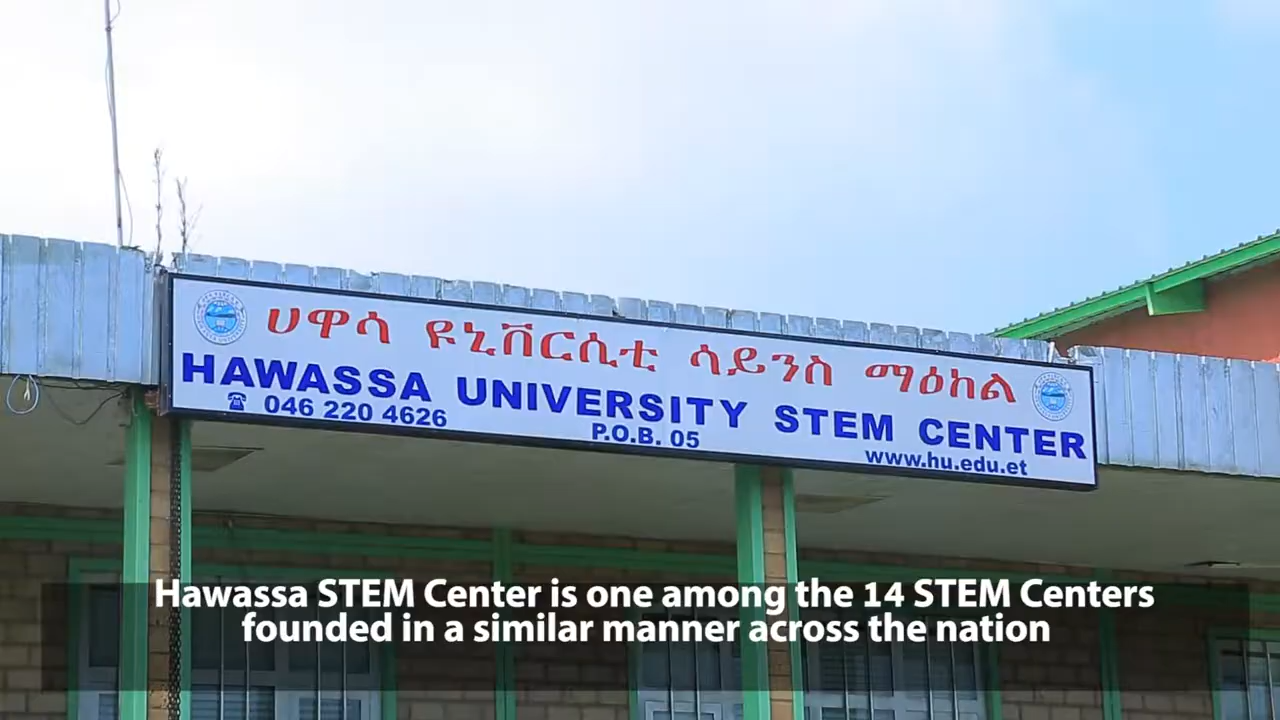 ሀዋሳ ዩኒቨርሲቲ ሳይንስ ማዕከል
HAWASSA UNIVERSITY STEM CENTER
☎ 046 220 4626 P.O.B. 05 www.hu.edu.et
Hawassa STEM Center is one among the 14 STEM Centers
founded in a similar manner across the nation